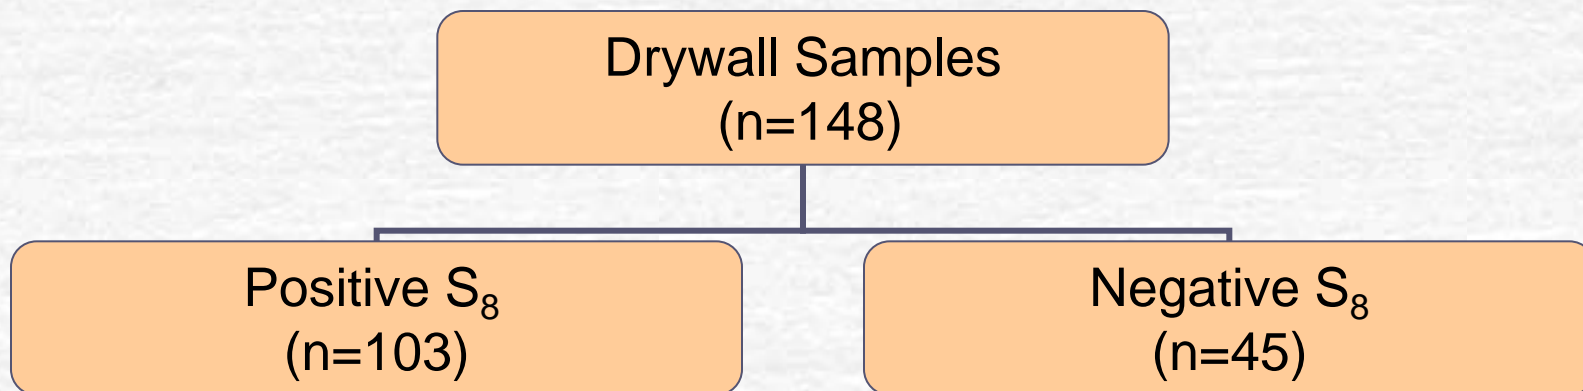 Drywall Samples
(n=148)
Positive S₈
(n=103)
Negative S₈
(n=45)